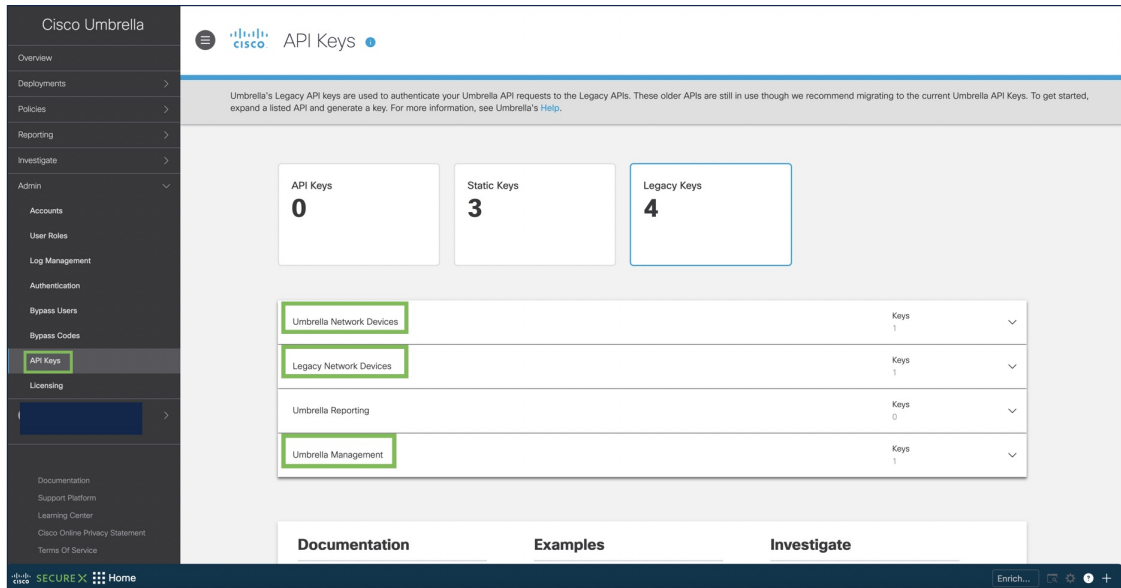 Cisco Umbrella
Overview
Deployments
Policies
Reporting
Investigate
Admin
Accounts
User Roles
Log Management
Authentication
Bypass Users
Bypass Codes
API Keys
Licensing
Documentation
Support Platform
Learning Center
Cisco Online Privacy Statement
Terms Of Service
CISCO API Keys
Umbrella's Legacy API keys are used to authenticate your Umbrella API requests to the Legacy APIs. These older APIs are still in use though we recommend migrating to the current Umbrella API Keys. To get started,
expand a listed API and generate a key. For more information, see Umbrella's Help.
API Keys
0
Static Keys
3
Legacy Keys
4
Umbrella Network Devices
Keys
1
Legacy Network Devices
Keys
1
Umbrella Reporting
Keys
0
Umbrella Management
Keys
1
Documentation
Examples
Investigate
CISCO SECUREX Home
Enrich...